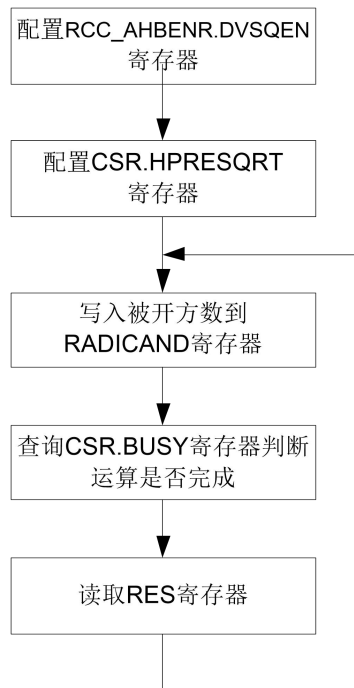 配置RCC_AHBENR.DVSQEN
寄存器
配置CSR.HPRESQRT
寄存器
写入被开方数到
RADICAND寄存器
查询CSR.BUSY寄存器判断
运算是否完成
读取RES寄存器